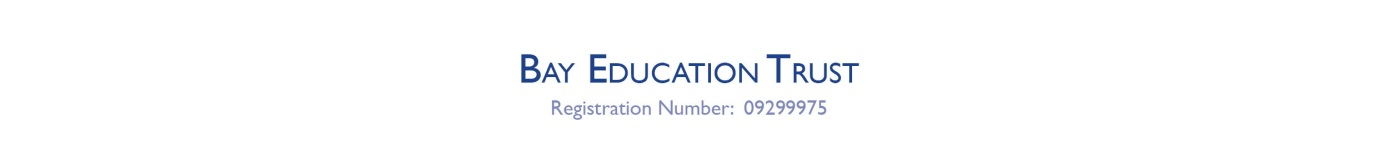 BAY EDUCATION TRUST
Registration Number: 09299975